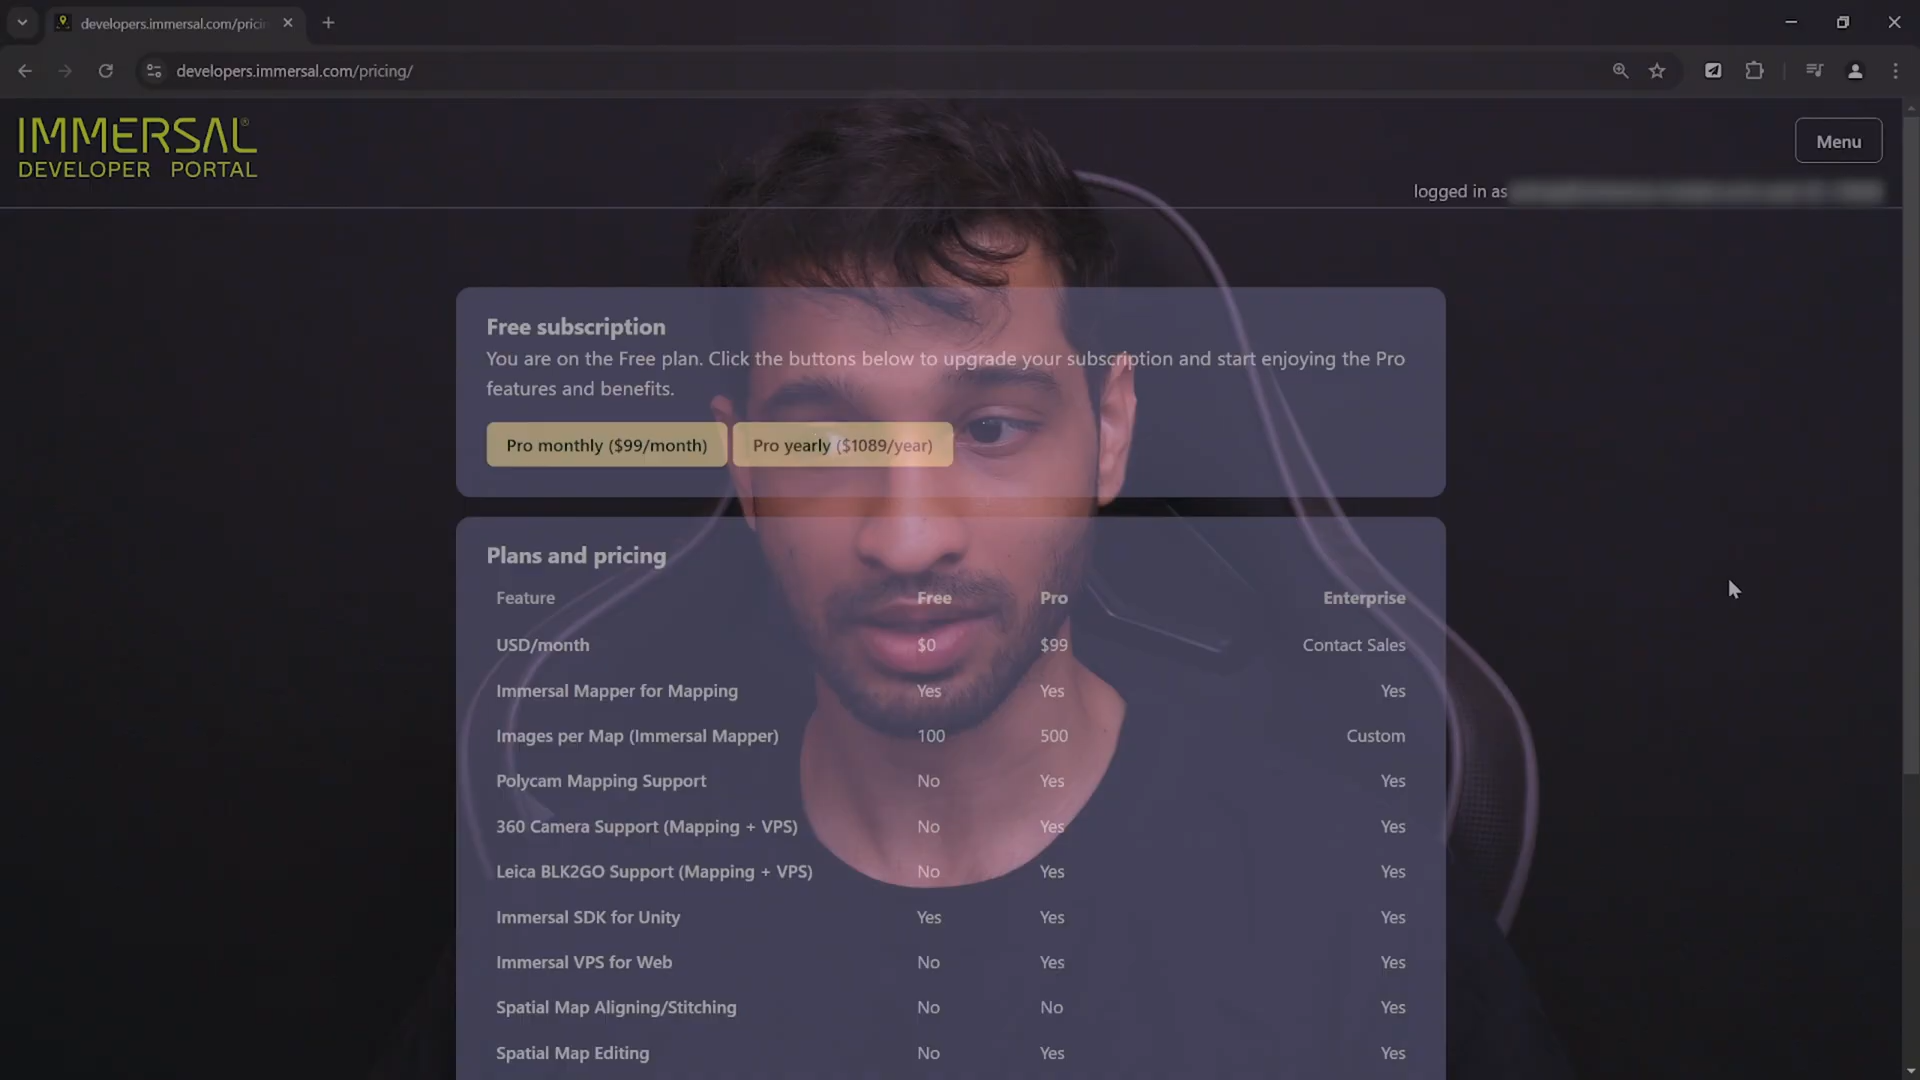 developers.immersal.com/prici
developers.immersal.com/pricing/
IMMERSAL®
DEVELOPER PORTAL
Menu
logged in as
Free subscription
You are on the Free plan. Click the buttons below to upgrade your subscription and start enjoying the Pro
features and benefits.
Pro monthly ($99/month) Pro yearly ($1089/year)
Plans and pricing
Feature Free Pro Enterprise
USD/month $0 $99 Contact Sales
Immersal Mapper for Mapping Yes Yes Yes
Images per Map (Immersal Mapper) 100 500 Custom
Polycam Mapping Support No Yes Yes
360 Camera Support (Mapping + VPS) No Yes Yes
Leica BLK2GO Support (Mapping + VPS) No Yes Yes
Immersal SDK for Unity Yes Yes Yes
Immersal VPS for Web No Yes Yes
Spatial Map Aligning/Stitching No No Yes
Spatial Map Editing No Yes Yes